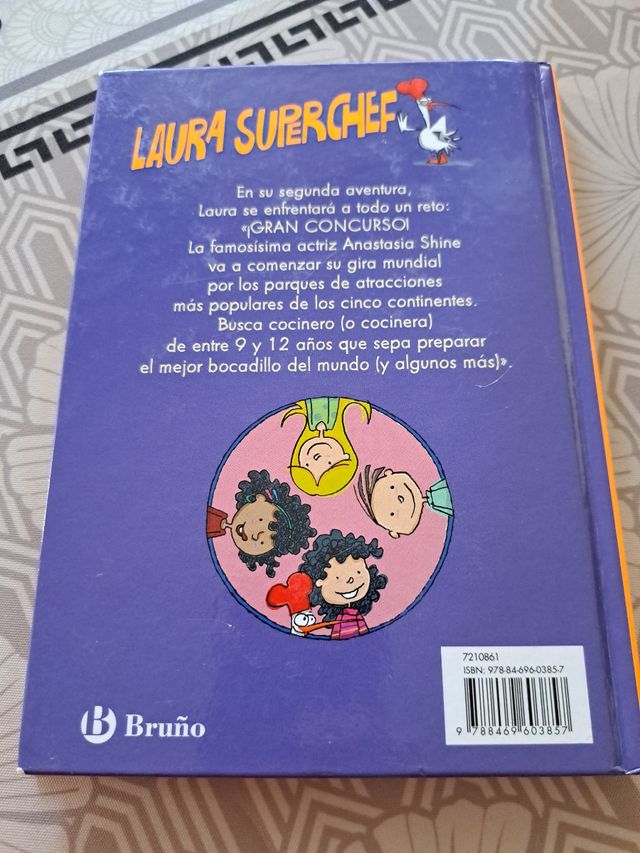 LAURA SUPERCHEF
En su segunda aventura,
Laura se enfrentará a todo un reto:
«¡GRAN CONCURSO!
La famosísima actriz Anastasia Shine
va a comenzar su gira mundial
por los parques de atracciones
más populares de los cinco continentes.
Busca cocinero (o cocinera)
de entre 9 y 12 años que sepa preparar
el mejor bocadillo del mundo (y algunos más)».
7210861
ISBN: 978-84-696-0385-7
9 788469 603857
B Bruño